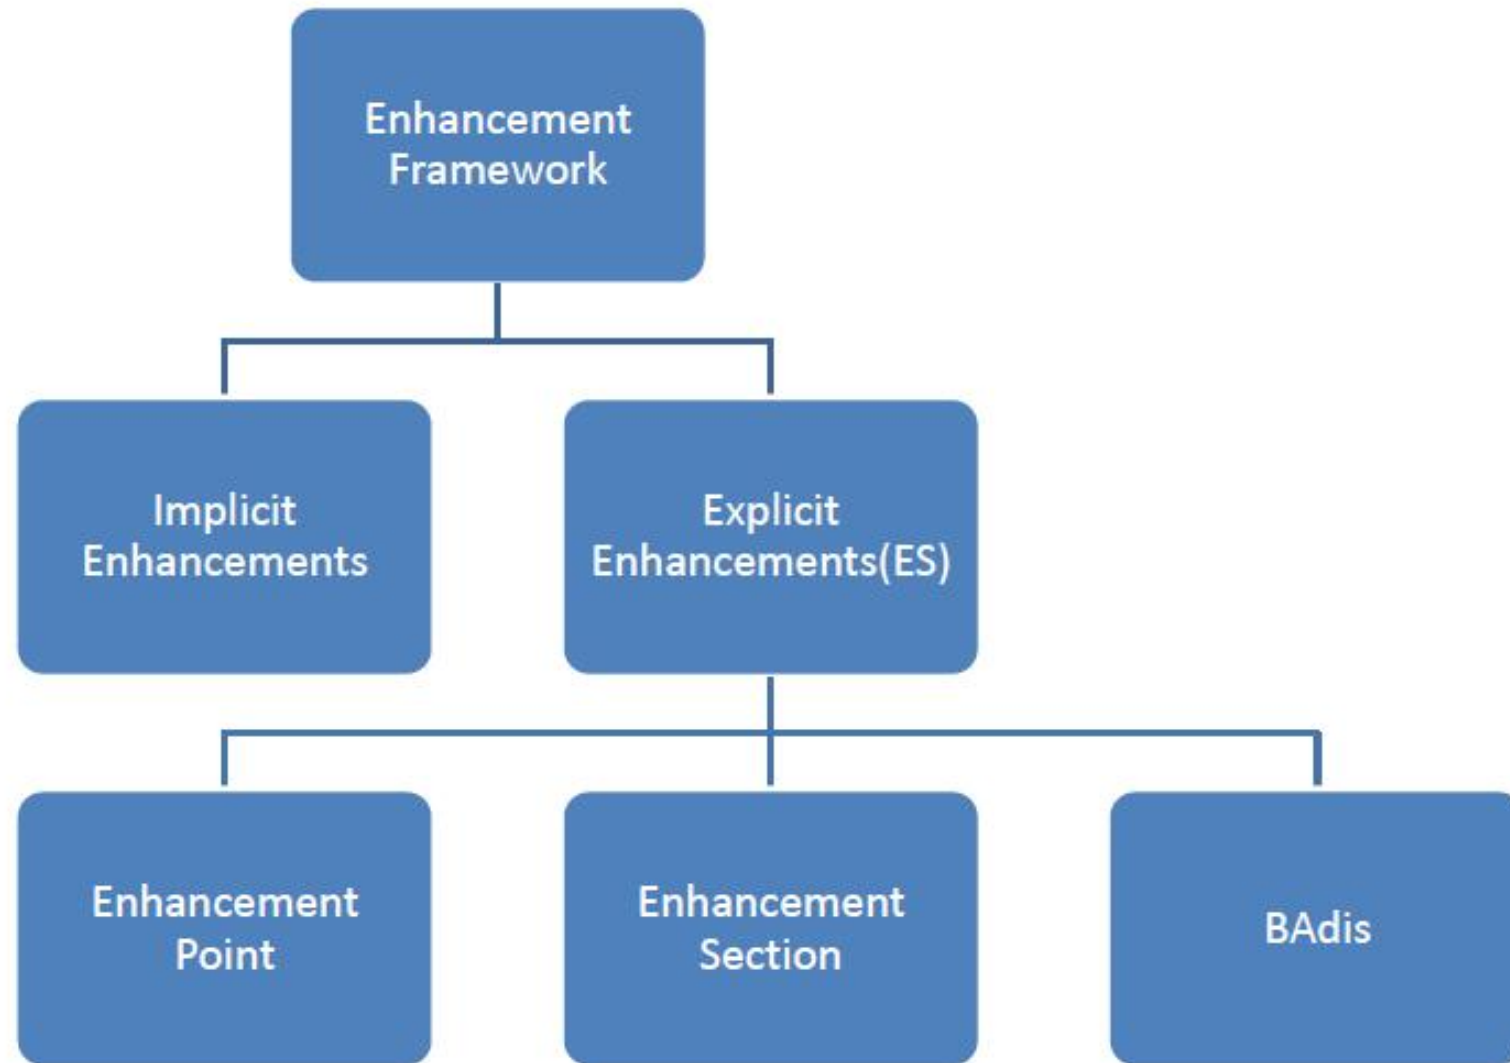 Enhancement
Framework
Implicit
Enhancements
Explicit
Enhancements(ES)
Enhancement
Point
Enhancement
Section
BAdis